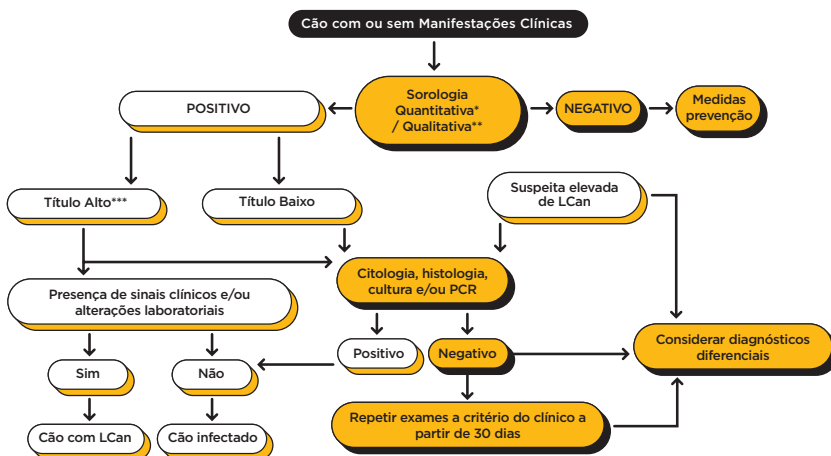 Cão com ou sem Manifestações Clínicas
Sorologia
Quantitativa*
/ Qualitativa**
POSITIVO
NEGATIVO
Medidas
prevenção
Título Alto***
Título Baixo
Suspeita elevada
de LCan
Citologia, histologia,
cultura e/ou PCR
Presença de sinais clínicos e/ou
alterações laboratoriais
Positivo
Negativo
Considerar diagnósticos
diferenciais
Sim
Não
Repetir exames a critério do clínico a
partir de 30 dias
Cão com LCan
Cão infectado